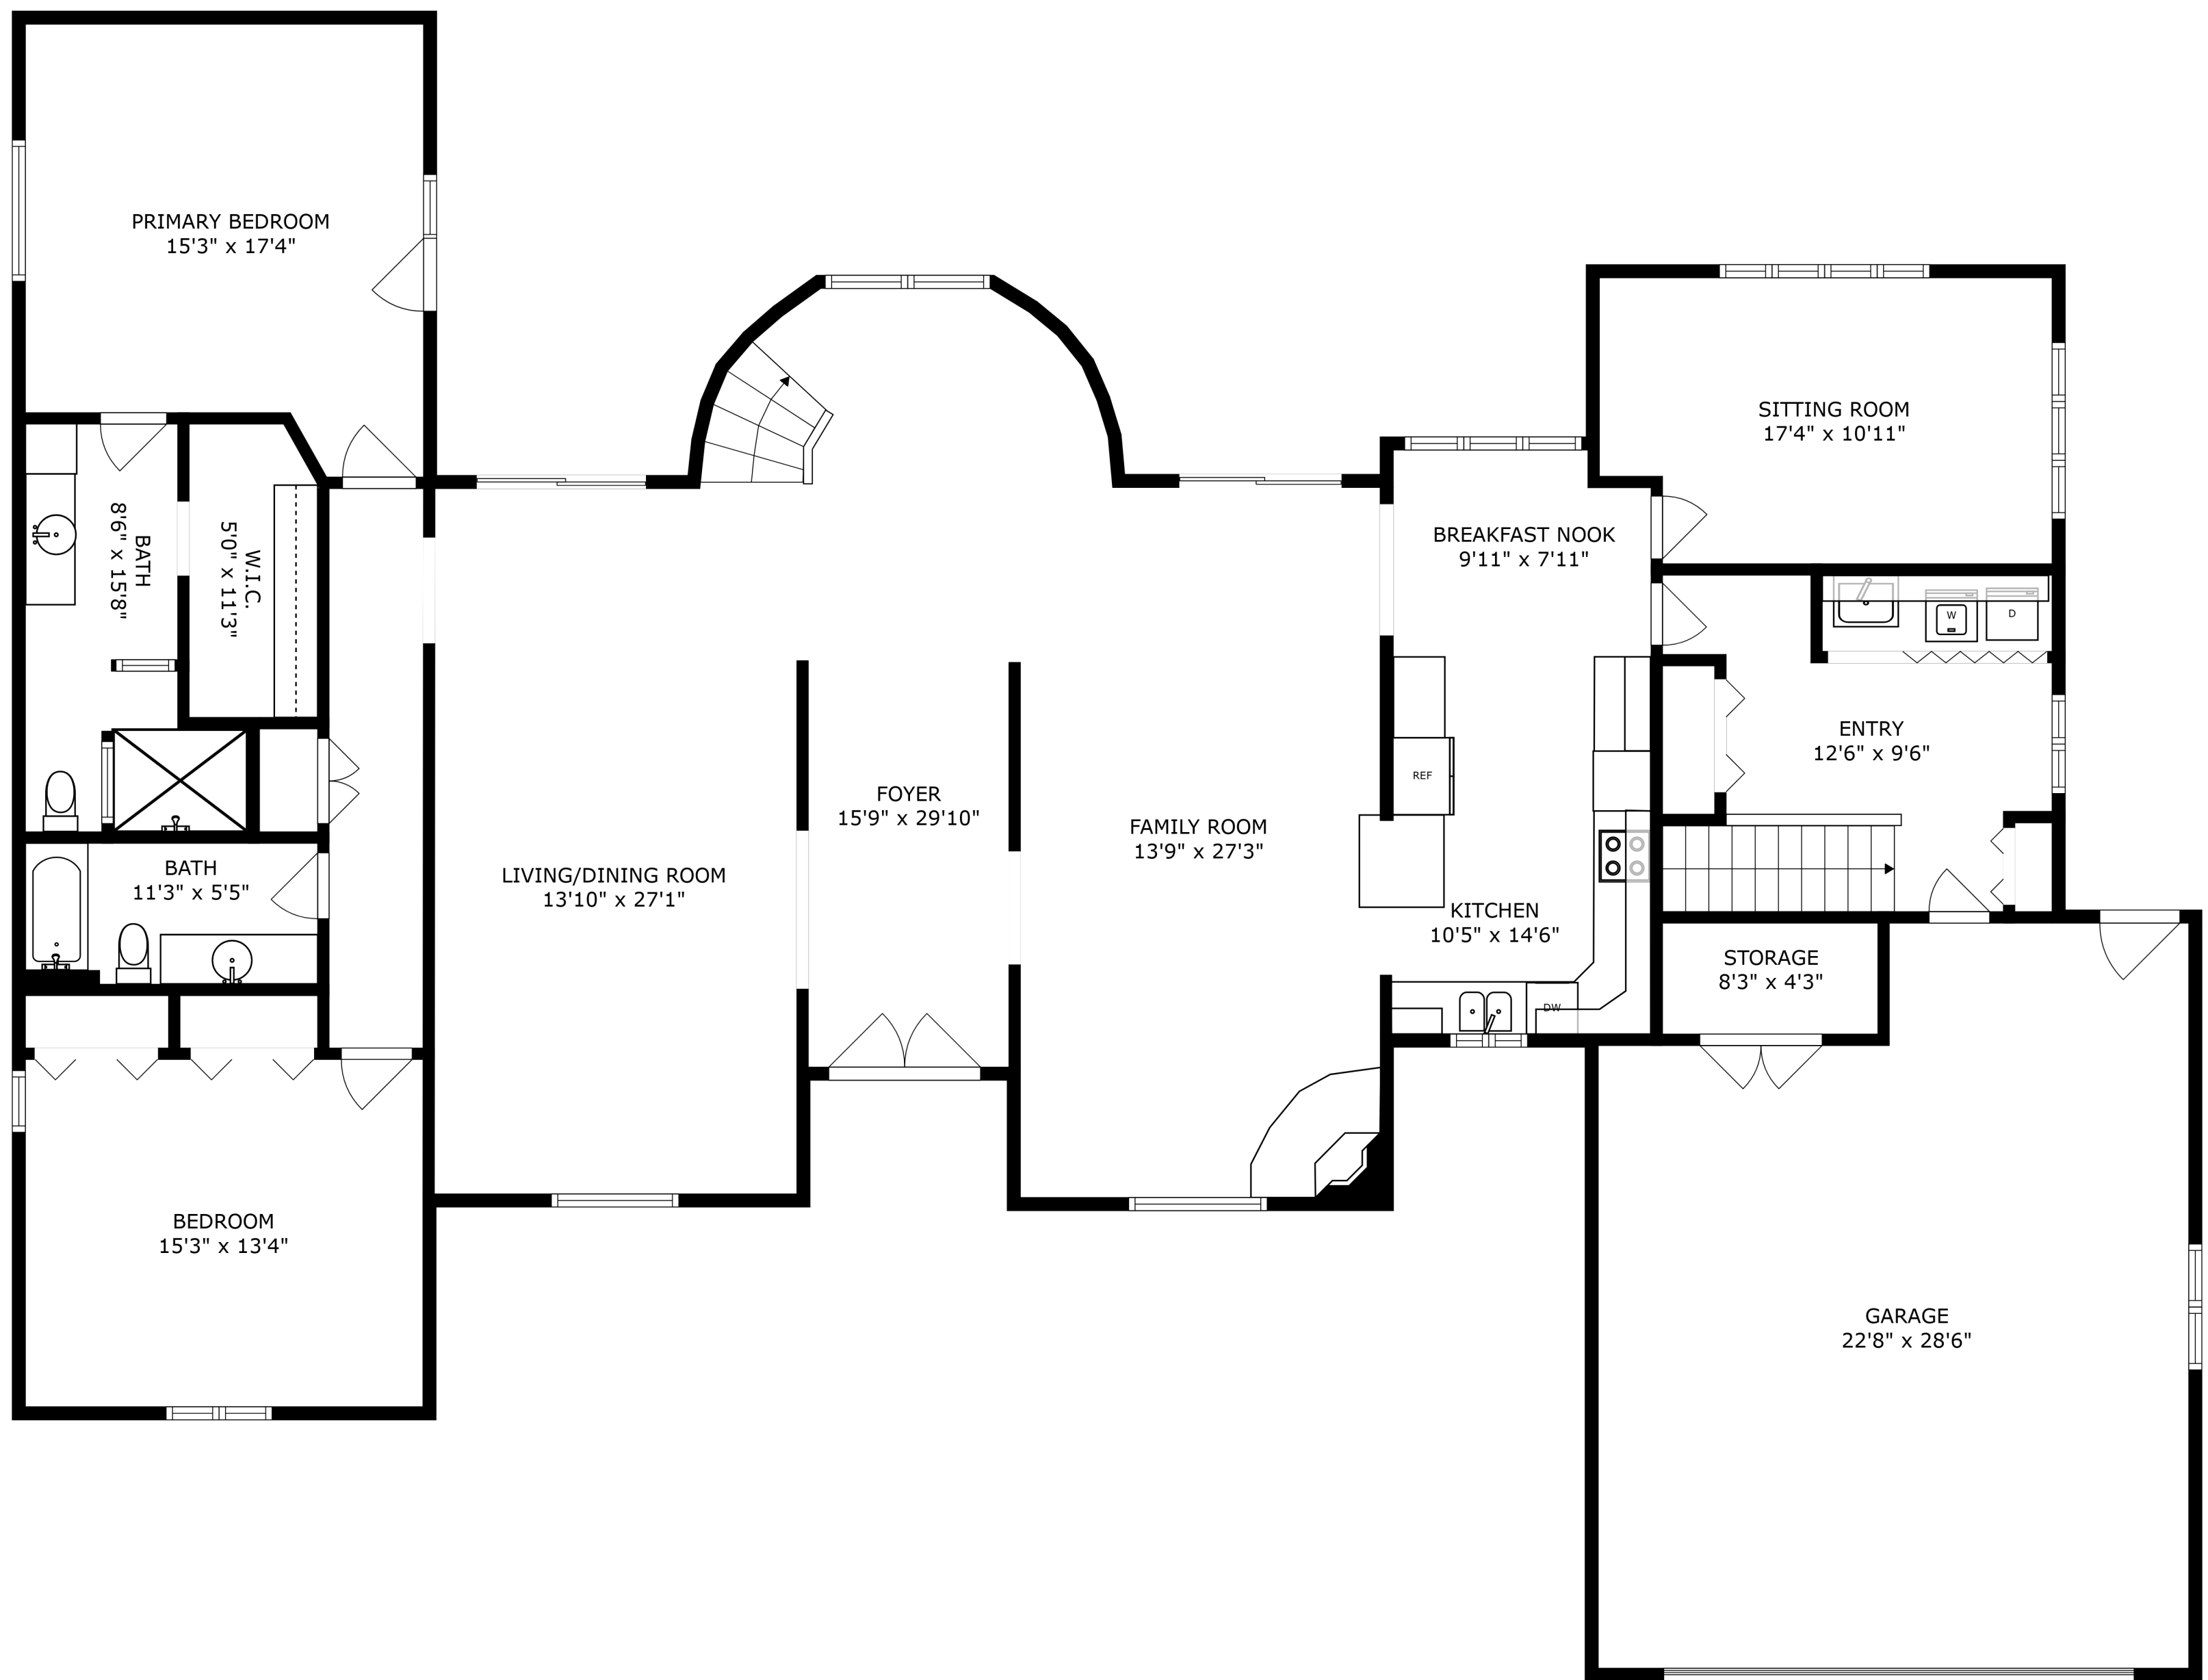 PRIMARY BEDROOM
15'3" x 17'4"
SITTING ROOM
17'4" x 10'11"
BREAKFAST NOOK
9'11" x 7'11"
BATH
8'6" x 15'8"
W.I.C.
5'0" x 11'3"
W
D
ENTRY
12'6" x 9'6"
REF
FOYER
15'9" x 29'10"
FAMILY ROOM
13'9" x 27'3"
LIVING/DINING ROOM
13'10" x 27'1"
BATH
11'3" x 5'5"
KITCHEN
10'5" x 14'6"
STORAGE
8'3" x 4'3"
DW
BEDROOM
15'3" x 13'4"
GARAGE
22'8" x 28'6"